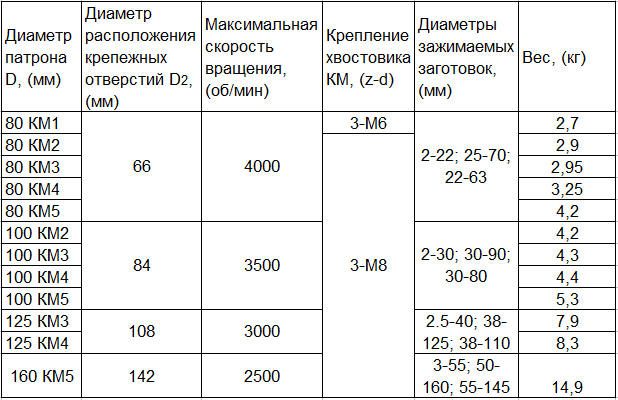 Диаметр
патрона
D, (мм)
Диаметр
расположения
крепежных
отверстий D2,
(мм)
Максимальная
скорость
вращения,
(об/мин)
Крепление
хвостовика
КМ, (z-d)
Диаметры
зажимаемых
заготовок,
(мм)
Вес, (кг)
80 КМ1
66
4000
3-М6
2-22; 25-70;
22-63
2,7
80 КМ2
3-М8
2,9
80 КМ3
2,95
80 КМ4
3,25
80 КМ5
4,2
100 КМ2
84
3500
2-30; 30-90;
30-80
4,2
100 КМ3
4,3
100 КМ4
4,4
100 КМ5
5,3
125 КМ3
108
3000
2.5-40; 38-
125; 38-110
7,9
125 КМ4
8,3
160 КМ5
142
2500
3-55; 50-
160; 55-145
14,9